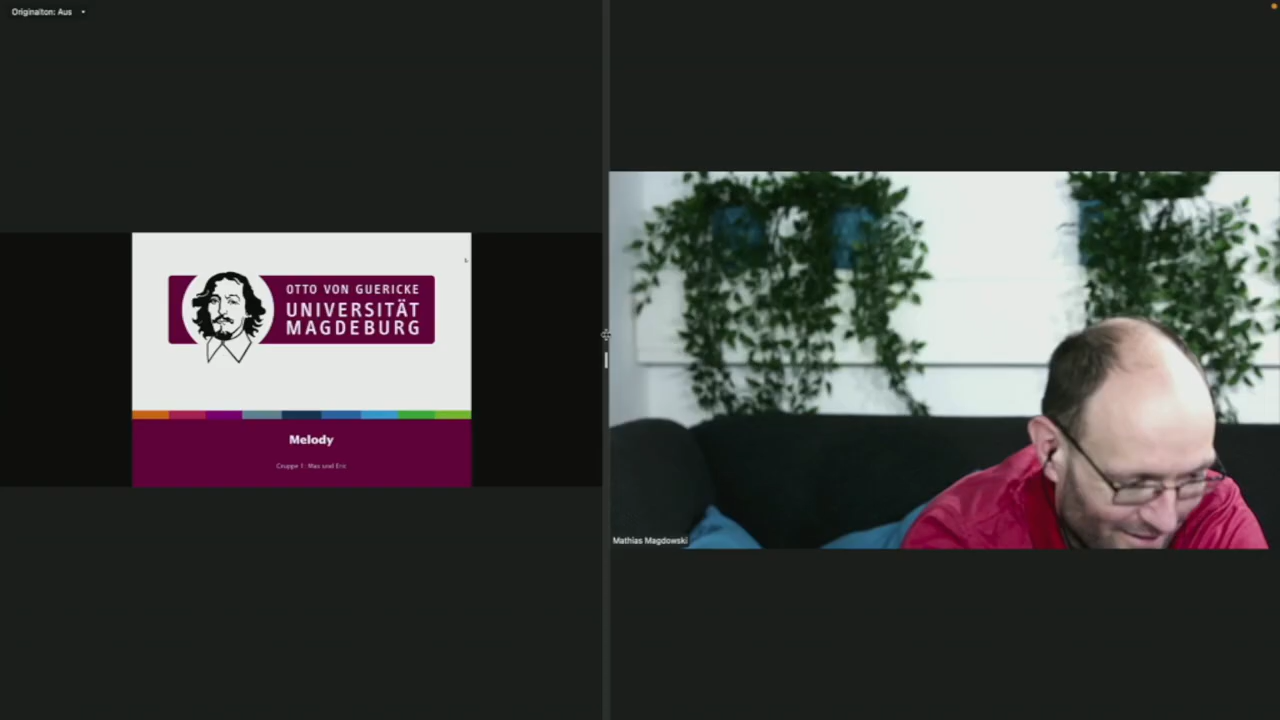 Originalton: Aus
OTTO VON GUERICKE
UNIVERSITÄT
MAGDEBURG
Melody
Gruppe 1: Max und Eric
Mathias Magdowski